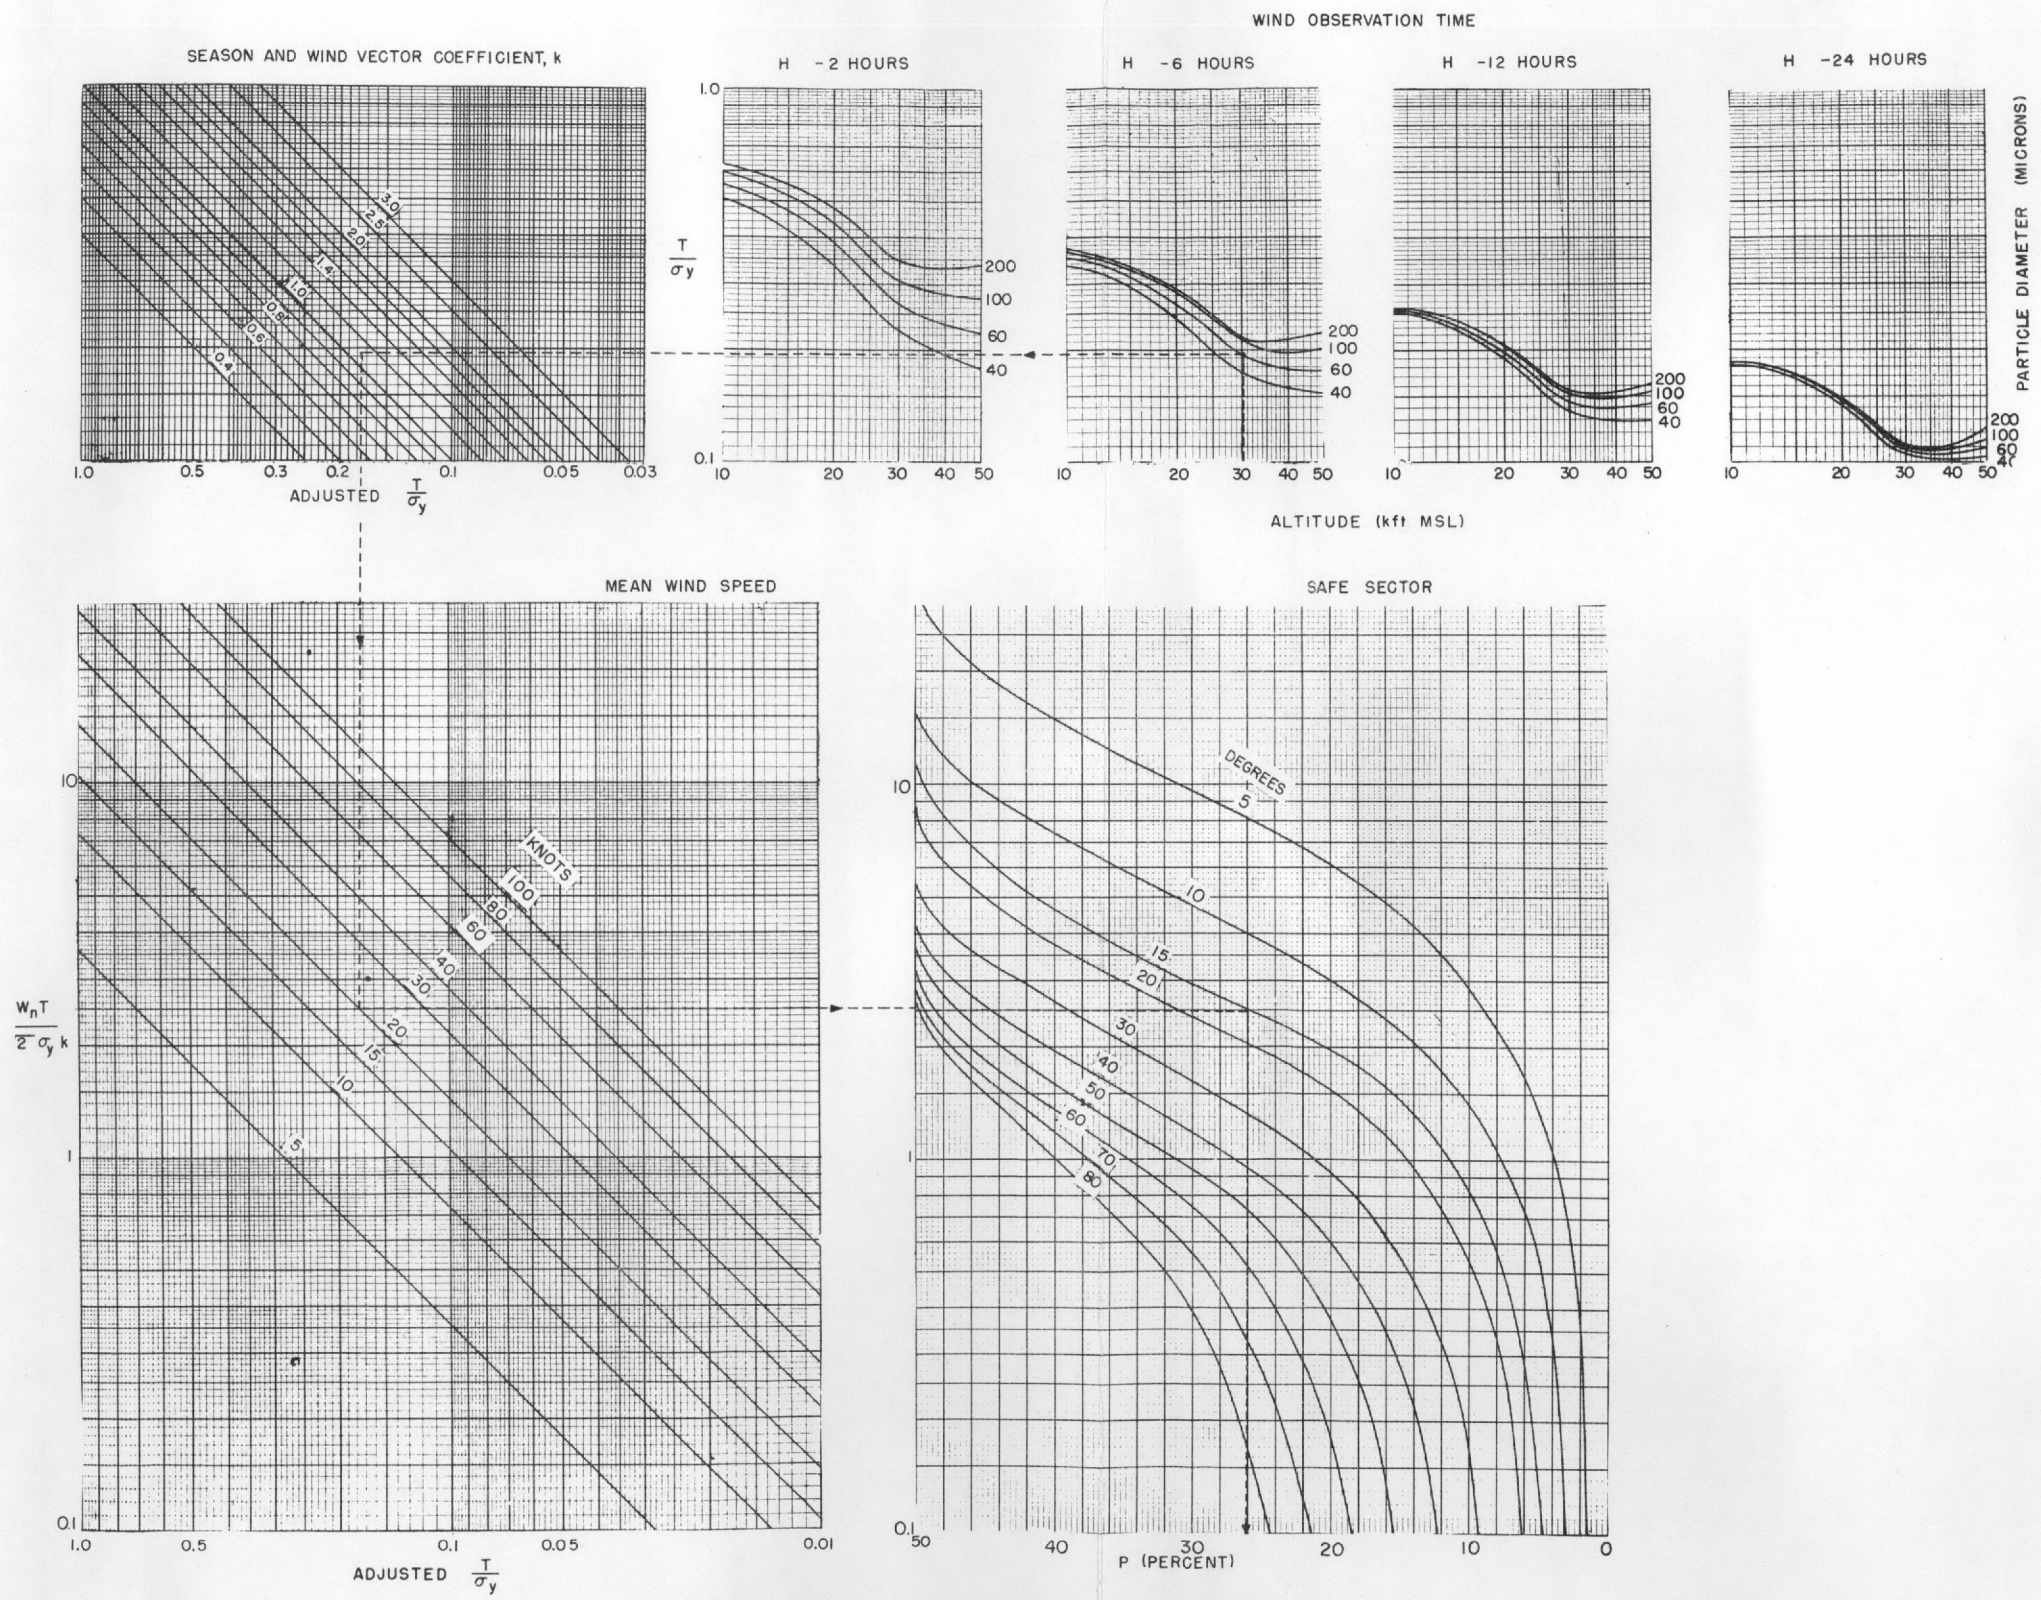 WIND OBSERVATION TIME
SEASON AND WIND VECTOR COEFFICIENT, k
H -2 HOURS
H -6 HOURS
H -12 HOURS
H -24 HOURS
3.0
2.5
2.0
1.4
1.0
0.8
0.6
0.4
1.0 0.5 0.3 0.2 0.1 0.05 0.03
ADJUSTED T/σy
1.0
T/σy
0.1
200
100
60
40
10 20 30 40 50
200
100
60
40
10 20 30 40 50
200
100
60
40
10 20 30 40 50
200
100
60
10 20 30 40 50
PARTICLE DIAMETER (MICRONS)
ALTITUDE (kft MSL)
MEAN WIND SPEED
10
1
0.1
WnT/2 σy k
KNOTS
100
80
60
40
30
20
15
10
5
1.0 0.5 0.1 0.05 0.01
ADJUSTED T/σy
SAFE SECTOR
10
1
0.1
DEGREES
5
10
15
20
30
40
50
60
70
80
50 40 30 20 10 0
P (PERCENT)